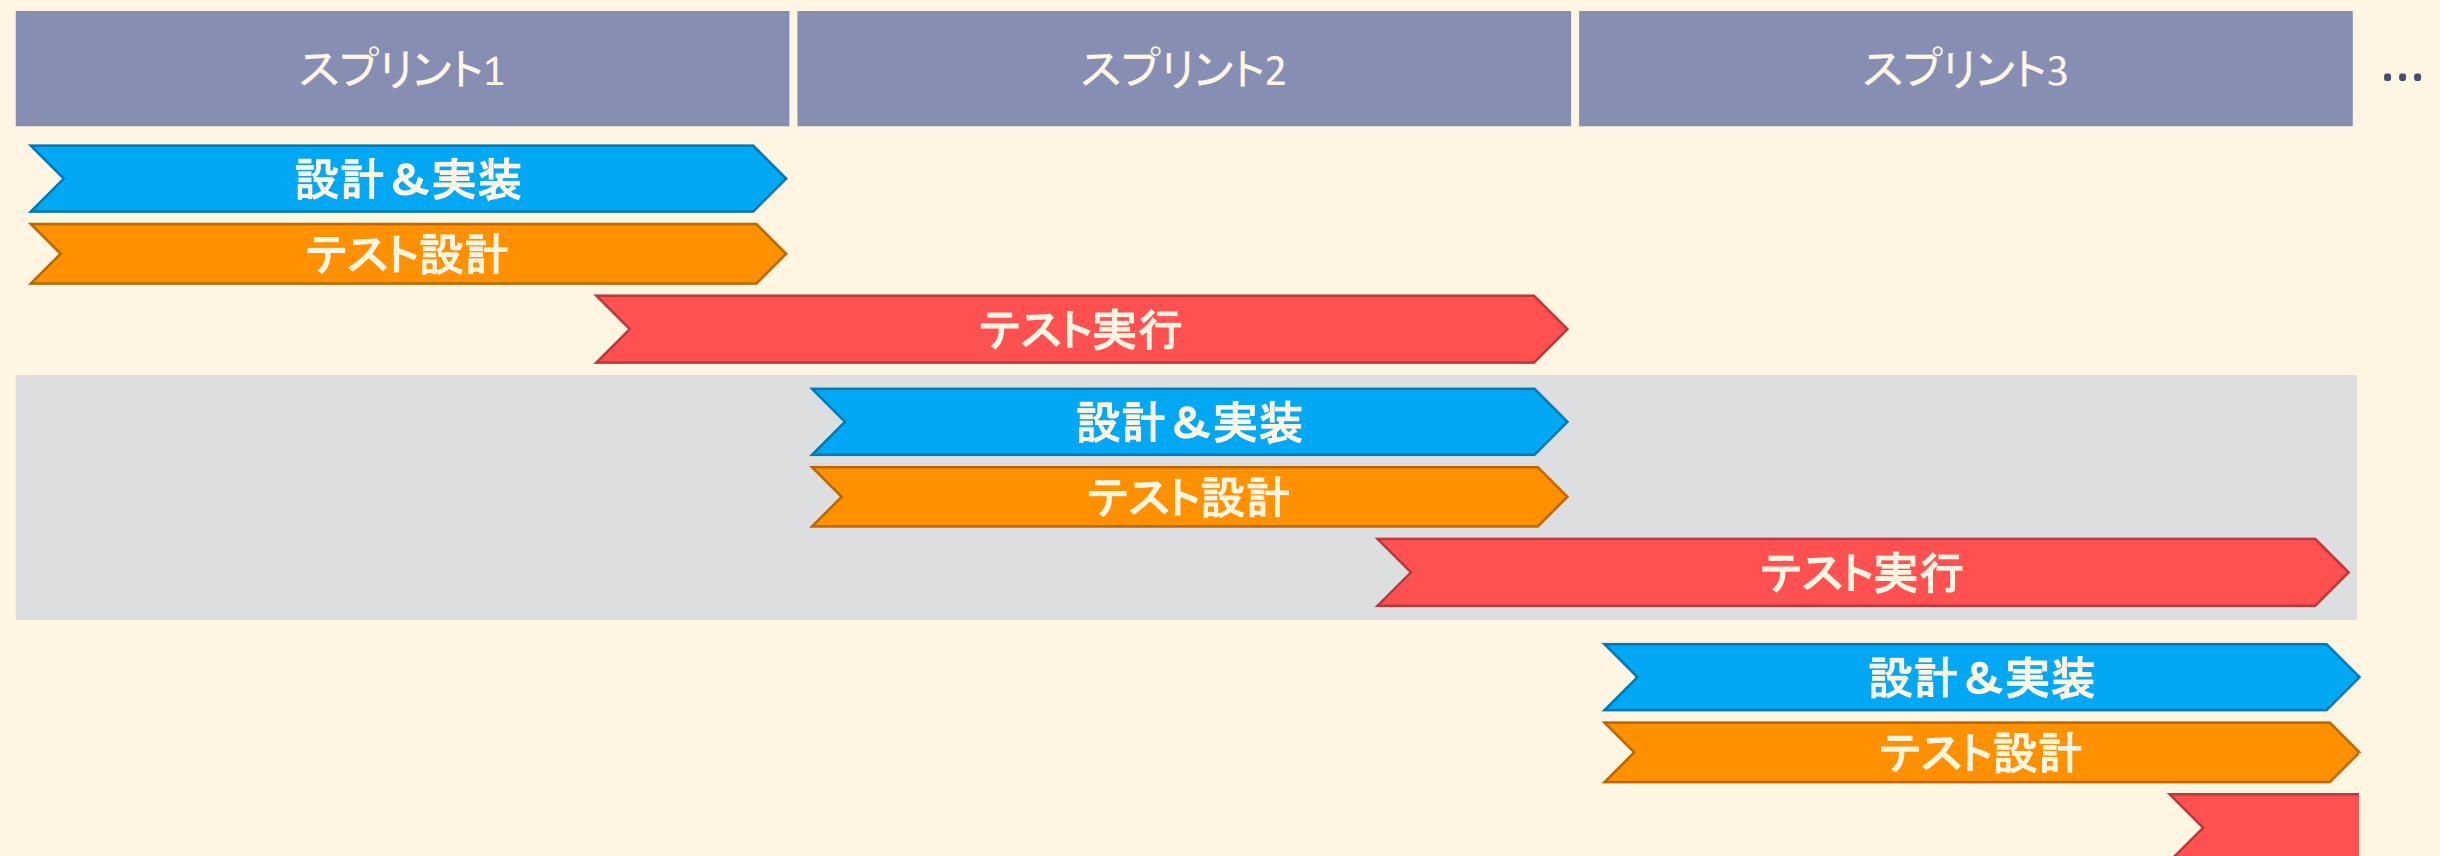 スプリント1
スプリント2
スプリント3
…
設計＆実装
テスト設計
テスト実行
設計＆実装
テスト設計
テスト実行
設計＆実装
テスト設計